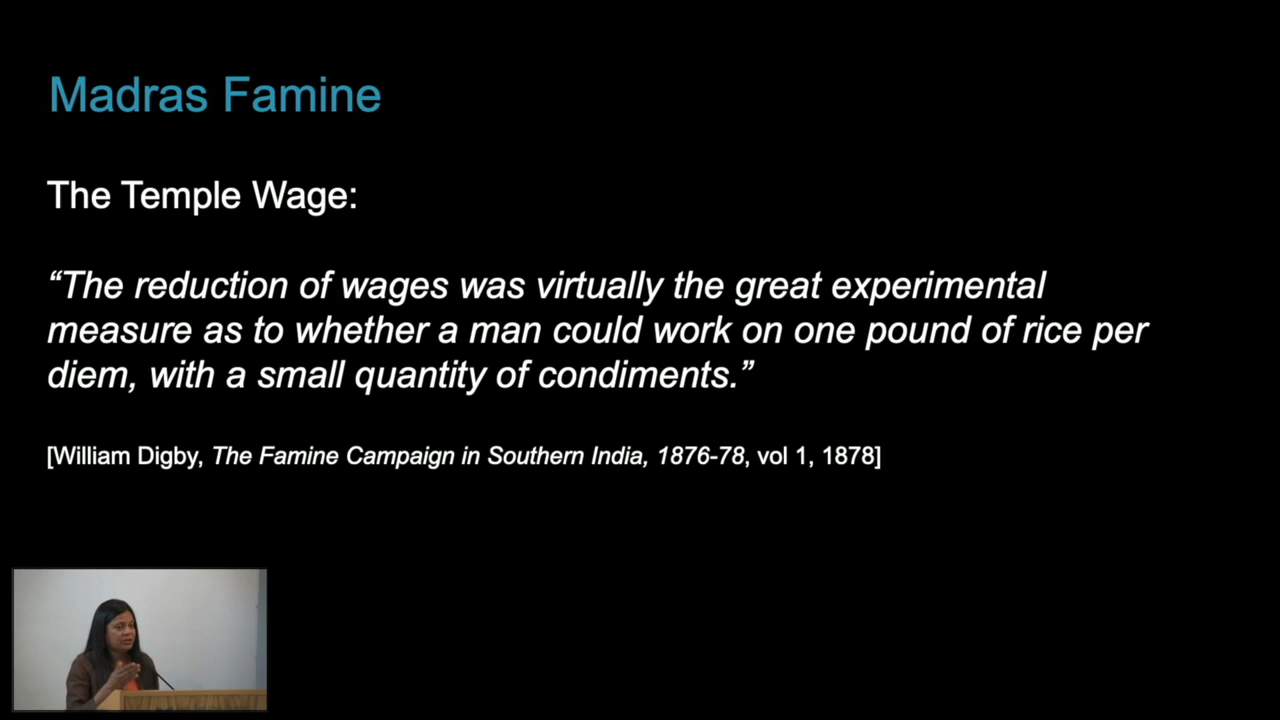 Madras Famine
The Temple Wage:
“The reduction of wages was virtually the great experimental
measure as to whether a man could work on one pound of rice per
diem, with a small quantity of condiments.”
[William Digby, The Famine Campaign in Southern India, 1876-78, vol 1, 1878]